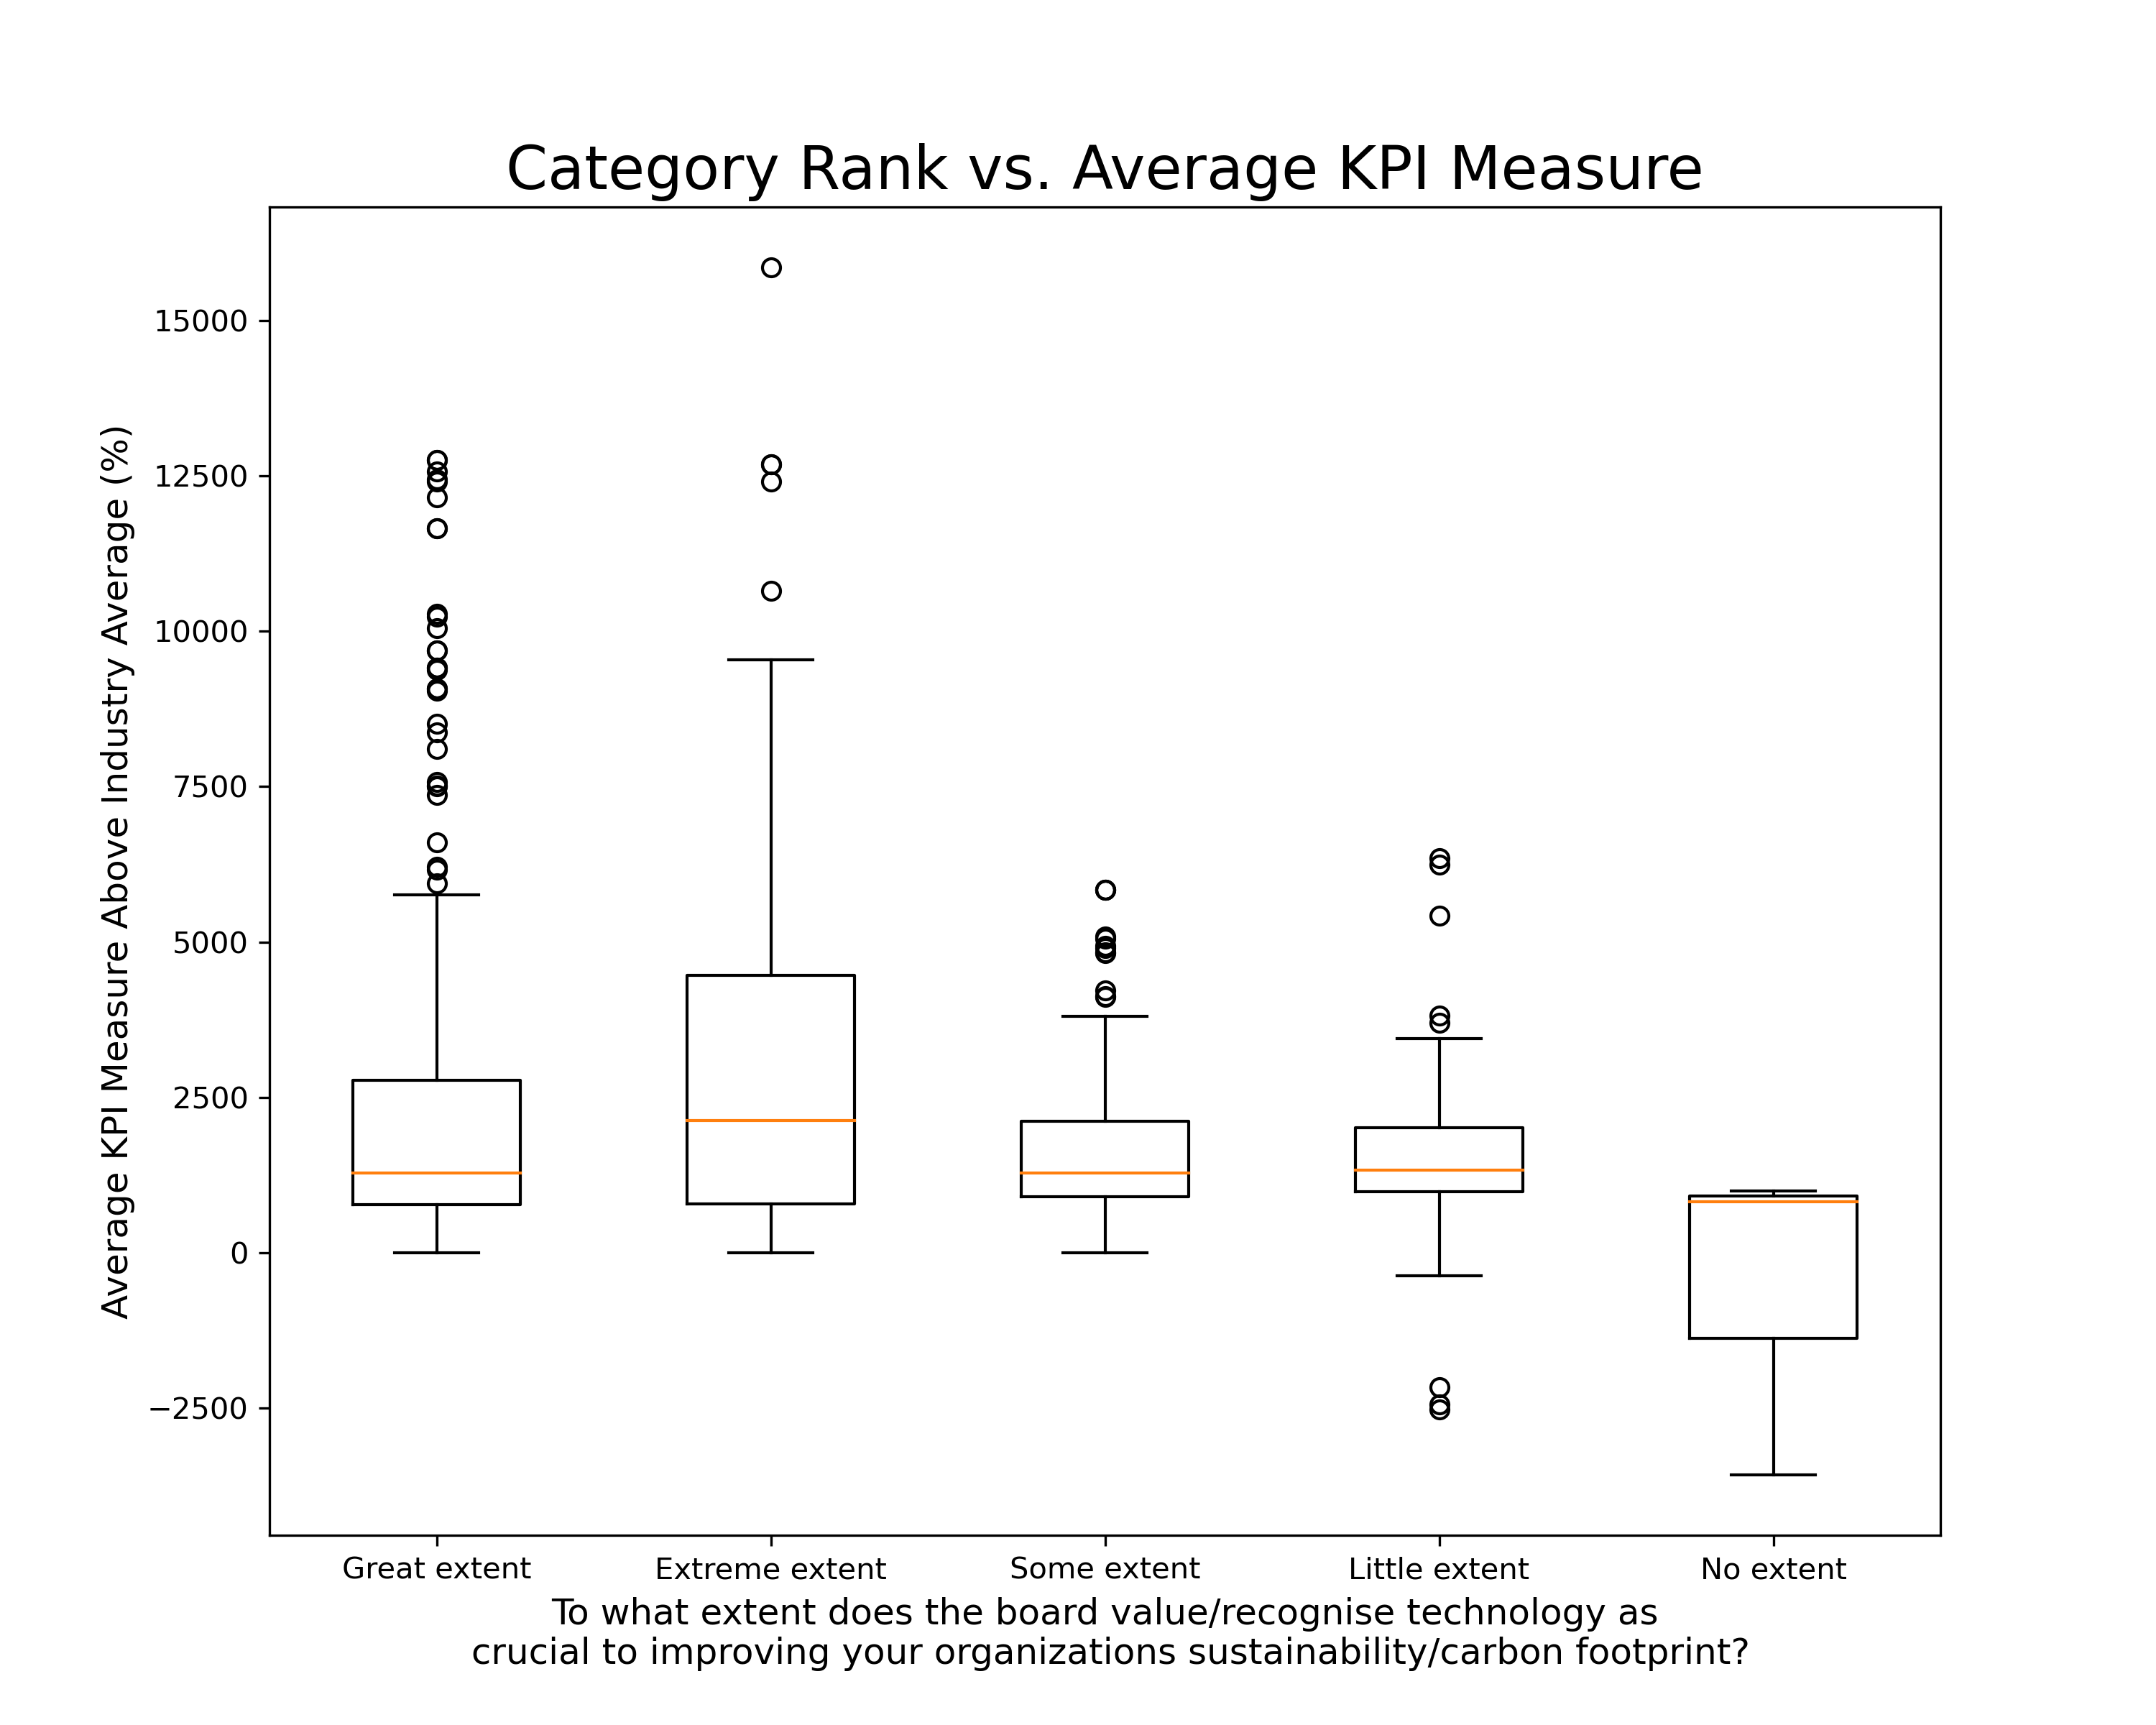 Category Rank vs. Average KPI Measure
Average KPI Measure Above Industry Average (%)
15000
12500
10000
7500
5000
2500
0
−2500
Great extent
Extreme extent
Some extent
Little extent
No extent
To what extent does the board value/recognise technology as
crucial to improving your organizations sustainability/carbon footprint?